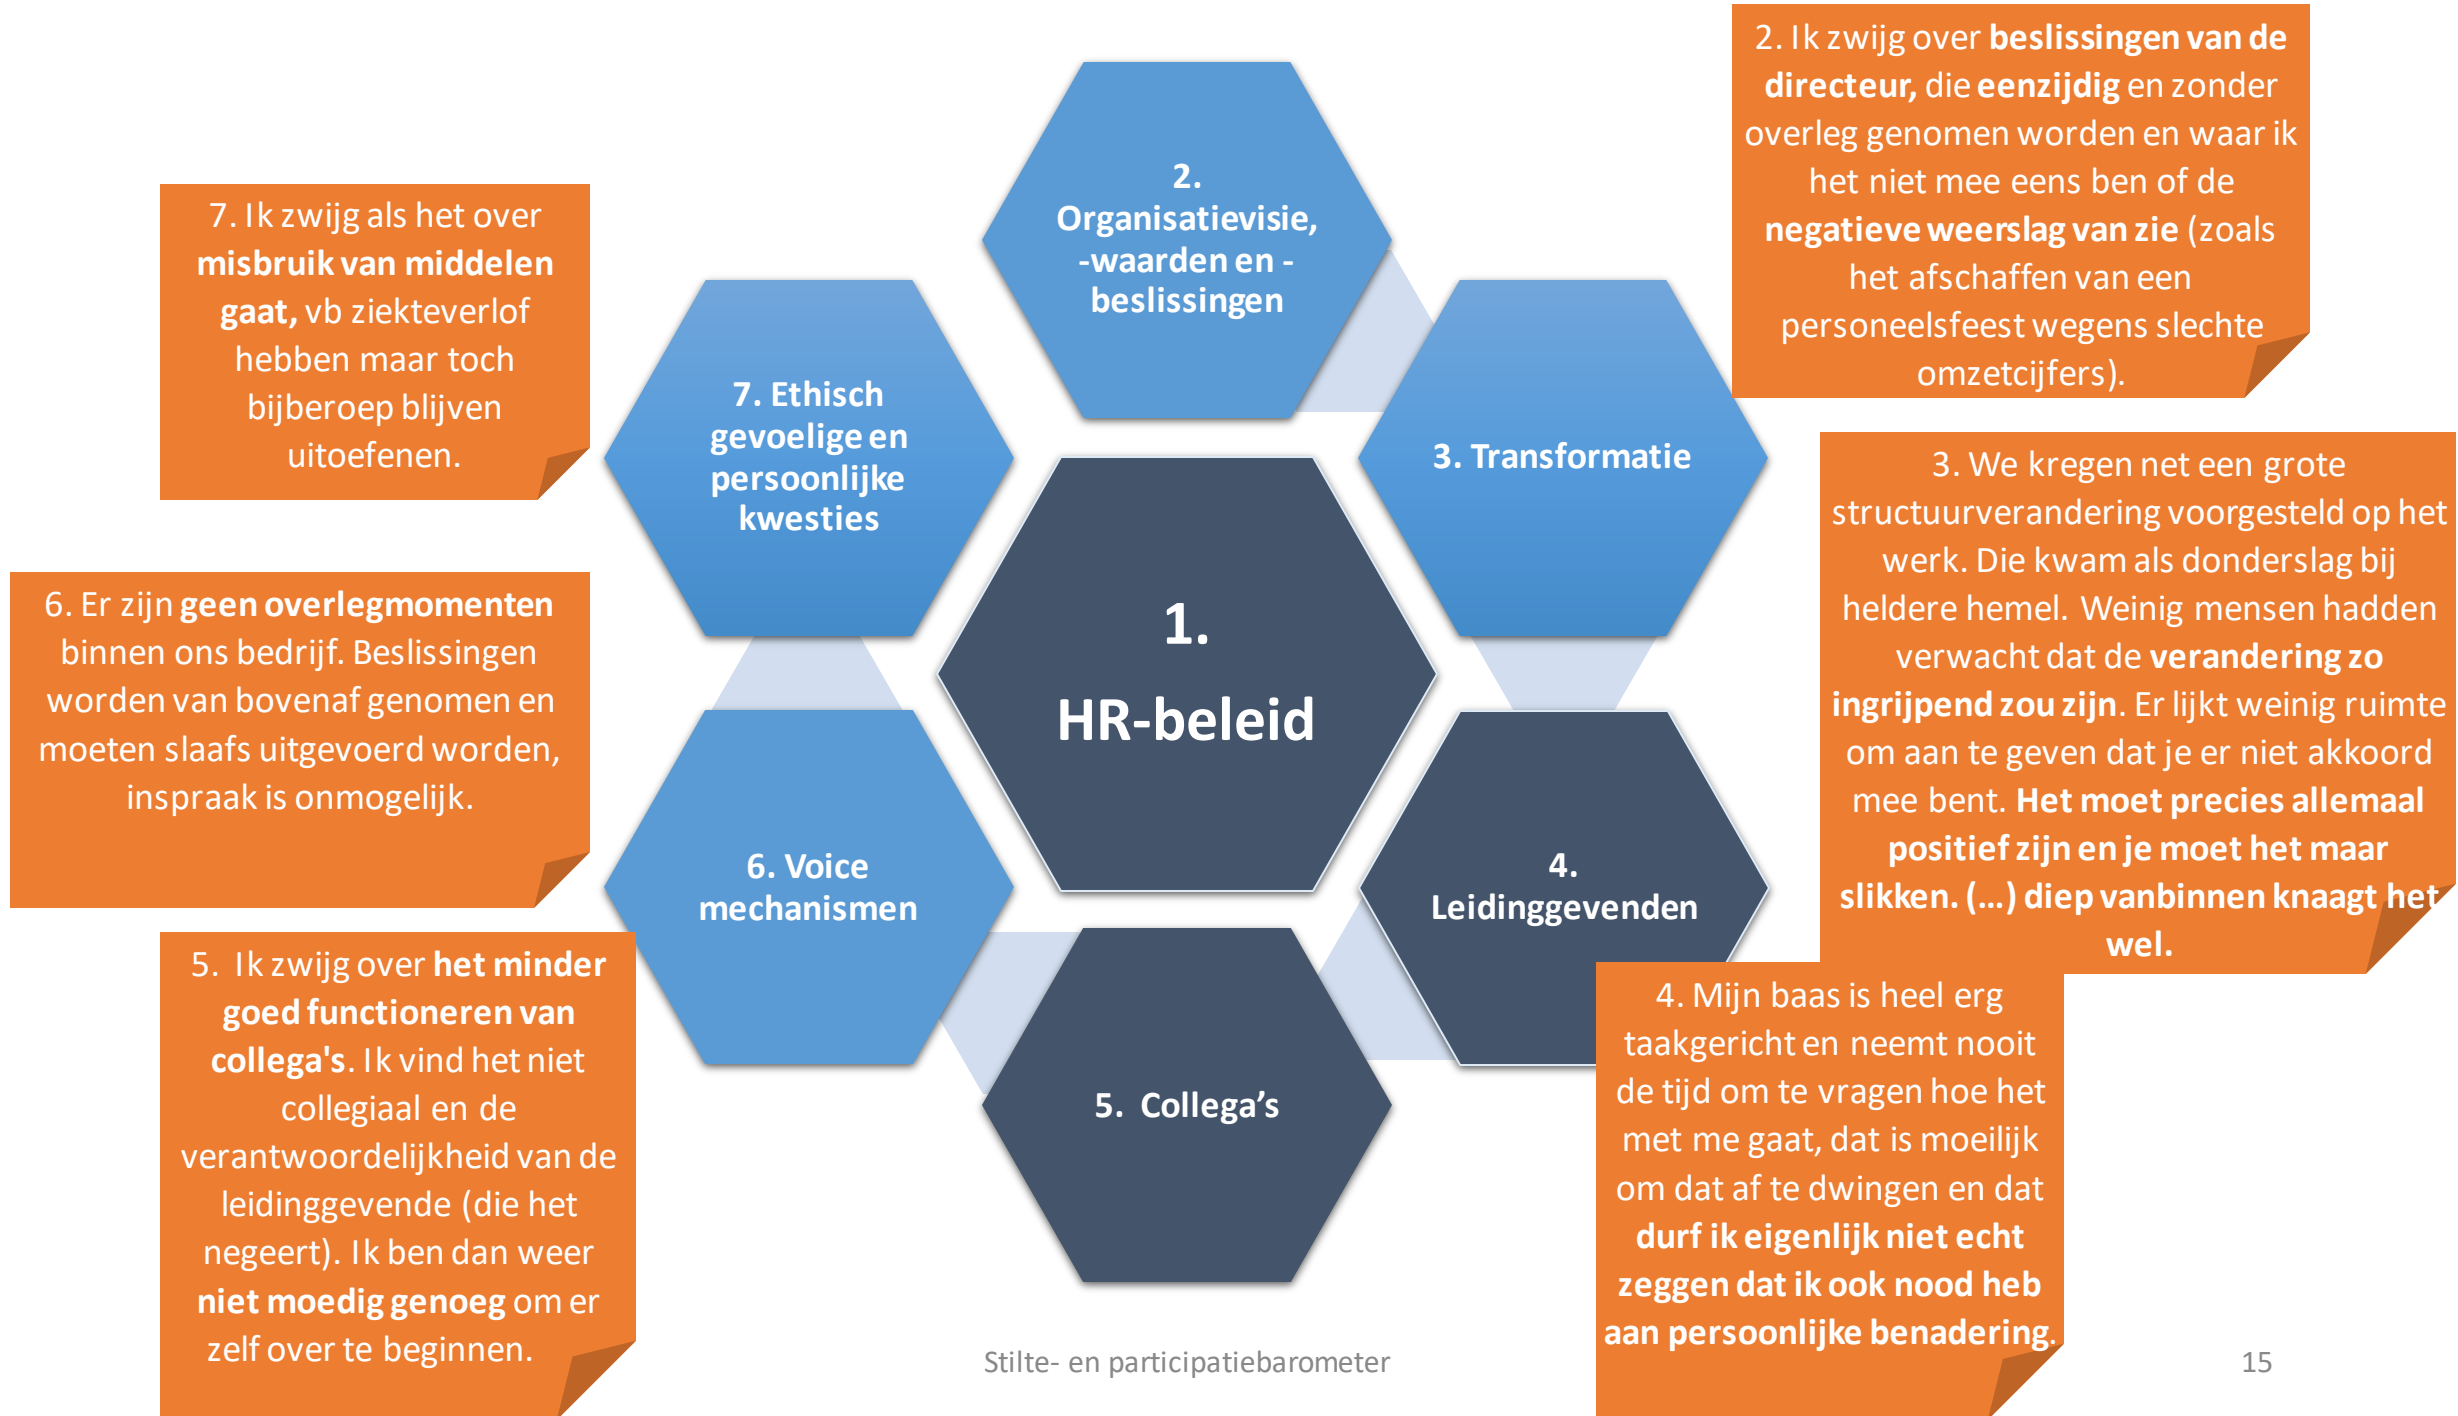 2. Ik zwijg over beslissingen van de
directeur, die eenzijdig en zonder
overleg genomen worden en waar ik
het niet mee eens ben of de
negatieve weerslag van zie (zoals
het afschaffen van een
personeelsfeest wegens slechte
omzetcijfers).
2.
Organisatievisie,
-waarden en -
beslissingen
7. Ik zwijg als het over
misbruik van middelen
gaat, vb ziekteverlof
hebben maar toch
bijberoep blijven
uitoefenen.
7. Ethisch
gevoelige en
persoonlijke
kwesties
3. Transformatie
3. We kregen net een grote
structuurverandering voorgesteld op het
werk. Die kwam als donderslag bij
heldere hemel. Weinig mensen hadden
verwacht dat de verandering zo
ingrijpend zou zijn. Er lijkt weinig ruimte
om aan te geven dat je er niet akkoord
mee bent. Het moet precies allemaal
positief zijn en je moet het maar
slikken. (...) diep vanbinnen knaagt het
wel.
1.
HR-beleid
6. Er zijn geen overlegmomenten
binnen ons bedrijf. Beslissingen
worden van bovenaf genomen en
moeten slaafs uitgevoerd worden,
inspraak is onmogelijk.
6. Voice
mechanismen
4.
Leidinggevenden
5. Ik zwijg over het minder
goed functioneren van
collega's. Ik vind het niet
collegiaal en de
verantwoordelijkheid van de
leidinggevende (die het
negeert). Ik ben dan weer
niet moedig genoeg om er
zelf over te beginnen.
5. Collega’s
4. Mijn baas is heel erg
taakgericht en neemt nooit
de tijd om te vragen hoe het
met me gaat, dat is moeilijk
om dat af te dwingen en dat
durf ik eigenlijk niet echt
zeggen dat ik ook nood heb
aan persoonlijke benadering.
Stilte- en participatiebarometer
15